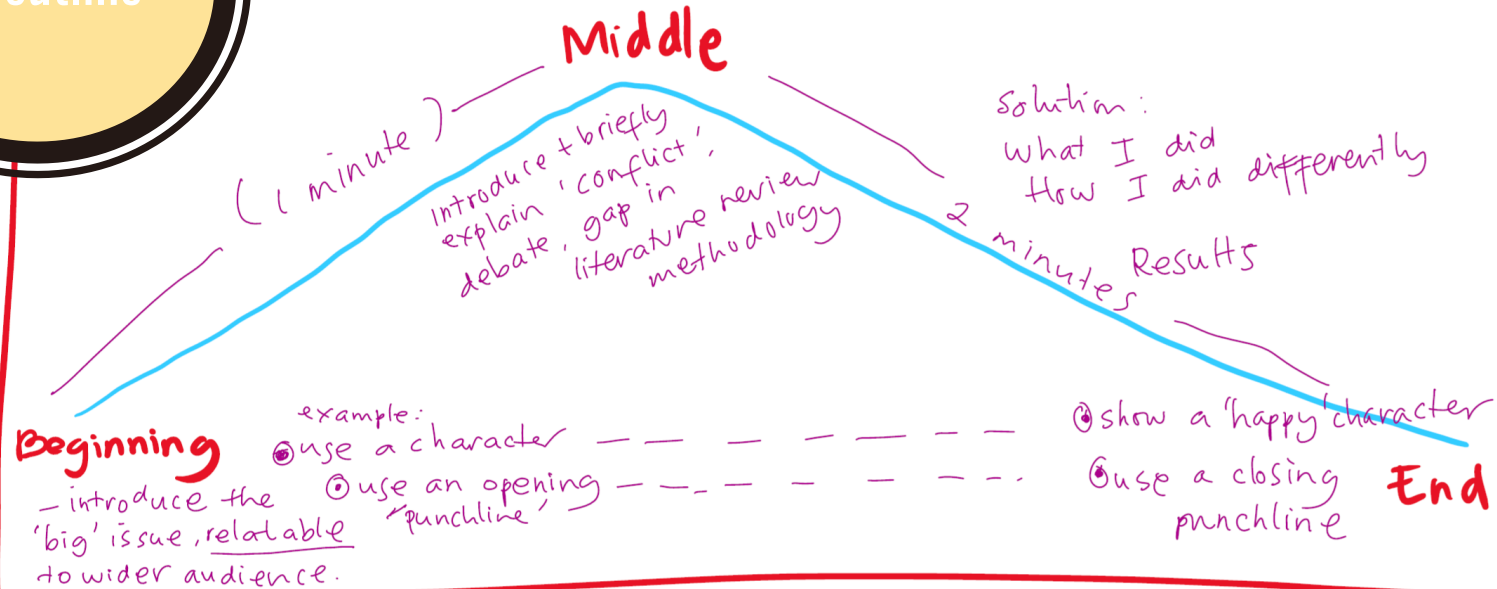 outline
Middle
(1 minute)
introduce + briefly
explain 'conflict',
debate, gap in
literature review
methodology
solution:
what I did
How I did differently
2 minutes
Results
Beginning
- introduce the
'big' issue, relatable
to wider audience.
example:
use a character
use an opening
'punchline'
show a 'happy' character
use a closing
punchline
End